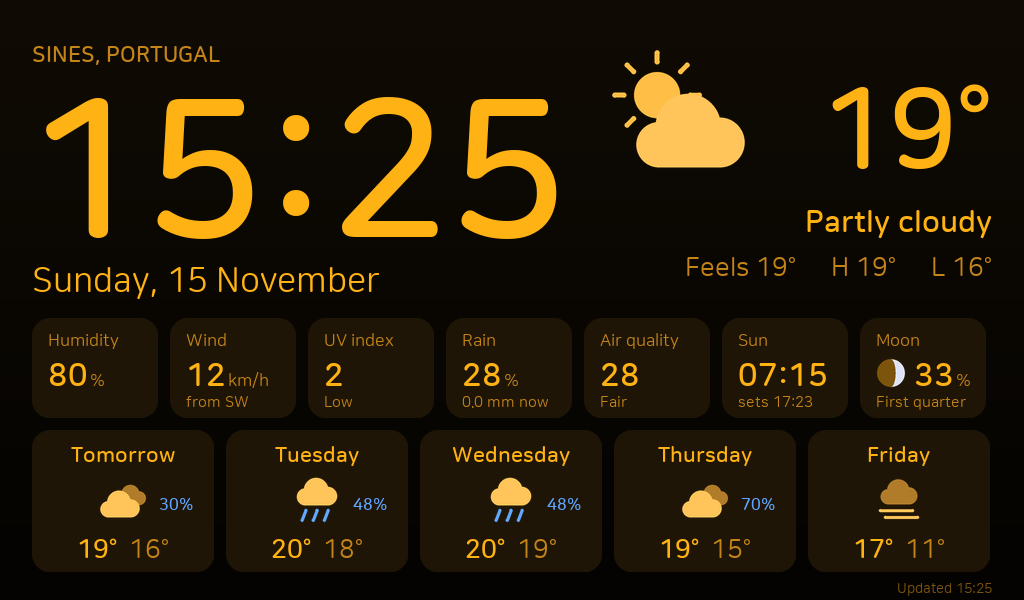 SINES, PORTUGAL
15:25
19°
Partly cloudy
Feels 19° H 19° L 16°
Sunday, 15 November
Humidity
80%
Wind
12 km/h
from SW
UV index
2
Low
Rain
28%
0.0 mm now
Air quality
28
Fair
Sun
07:15
sets 17:23
Moon
33%
First quarter
Tomorrow
30%
19° 16°
Tuesday
48%
20° 18°
Wednesday
48%
20° 19°
Thursday
70%
19° 15°
Friday
17° 11°
Updated 15:25